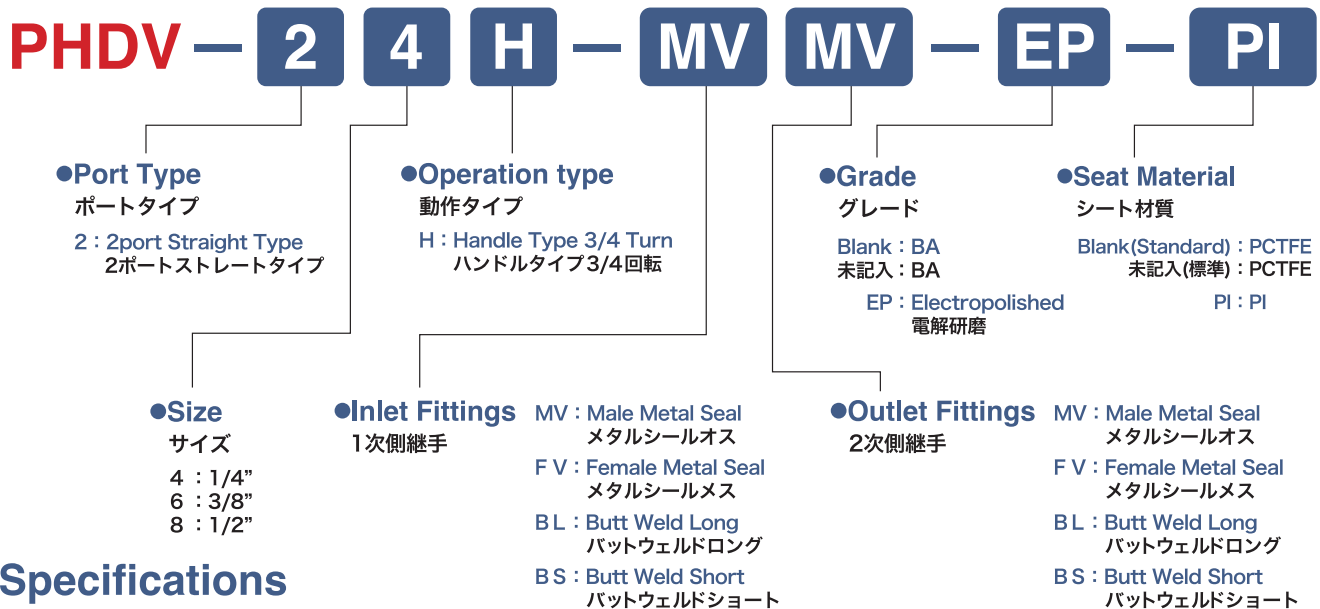 PHDV — 2 4 H — MV MV — EP — PI
●Port Type
ポートタイプ
2：2port Straight Type
2ポートストレートタイプ
●Operation type
動作タイプ
H：Handle Type 3/4 Turn
ハンドルタイプ3/4回転
●Grade
グレード
Blank：BA
未記入：BA
EP：Electropolished
電解研磨
●Seat Material
シート材質
Blank(Standard)：PCTFE
未記入(標準)：PCTFE
PI：PI
●Size
サイズ
4：1/4”
6：3/8”
8：1/2”
●Inlet Fittings
1次側継手
MV：Male Metal Seal
メタルシールオス
FV：Female Metal Seal
メタルシールメス
BL：Butt Weld Long
バットウェルドロング
BS：Butt Weld Short
バットウェルドショート
●Outlet Fittings
2次側継手
MV：Male Metal Seal
メタルシールオス
FV：Female Metal Seal
メタルシールメス
BL：Butt Weld Long
バットウェルドロング
BS：Butt Weld Short
バットウェルドショート
Specifications